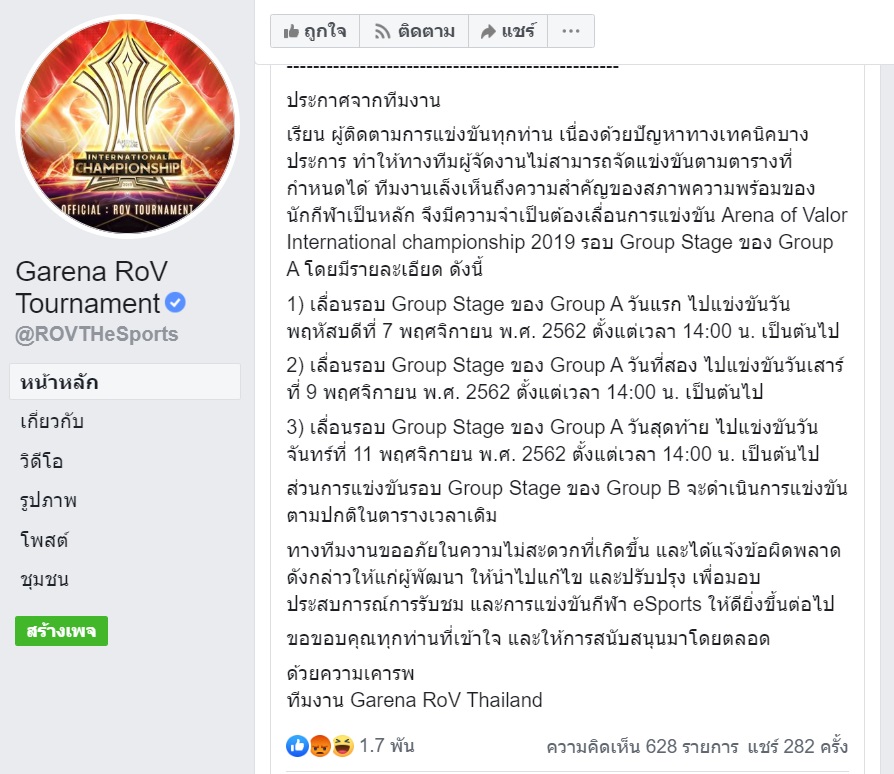 INTERNATIONAL
CHAMPIONSHIP
OFFICIAL : ROV TOURNAMENT
Garena RoV
Tournament
@ROVTHeSports
หน้าหลัก
เกี่ยวกับ
วิดีโอ
รูปภาพ
โพสต์
ชุมชน
สร้างเพจ
ถูกใจ
ติดตาม
แชร์
...
--------------------------------------------------
ประกาศจากทีมงาน
เรียน ผู้ติดตามการแข่งขันทุกท่าน เนื่องด้วยปัญหาทางเทคนิคบาง
ประการ ทำให้ทางทีมผู้จัดงานไม่สามารถจัดแข่งขันตามตารางที่
กำหนดได้ ทีมงานเล็งเห็นถึงความสำคัญของสภาพความพร้อมของ
นักกีฬาเป็นหลัก จึงมีความจำเป็นต้องเลื่อนการแข่งขัน Arena of Valor
International championship 2019 รอบ Group Stage ของ Group
A โดยมีรายละเอียด ดังนี้
1) เลื่อนรอบ Group Stage ของ Group A วันแรก ไปแข่งขันวัน
พฤหัสบดีที่ 7 พฤศจิกายน พ.ศ. 2562 ตั้งแต่เวลา 14:00 น. เป็นต้นไป
2) เลื่อนรอบ Group Stage ของ Group A วันที่สอง ไปแข่งขันวันเสาร์
ที่ 9 พฤศจิกายน พ.ศ. 2562 ตั้งแต่เวลา 14:00 น. เป็นต้นไป
3) เลื่อนรอบ Group Stage ของ Group A วันสุดท้าย ไปแข่งขันวัน
จันทร์ที่ 11 พฤศจิกายน พ.ศ. 2562 ตั้งแต่เวลา 14:00 น. เป็นต้นไป
ส่วนการแข่งขันรอบ Group Stage ของ Group B จะดำเนินการแข่งขัน
ตามปกติในตารางเวลาเดิม
ทางทีมงานขออภัยในความไม่สะดวกที่เกิดขึ้น และได้แจ้งข้อผิดพลาด
ดังกล่าวให้แก่ผู้พัฒนา ให้นำไปแก้ไข และปรับปรุง เพื่อมอบ
ประสบการณ์การรับชม และการแข่งขันกีฬา eSports ให้ดียิ่งขึ้นต่อไป
ขอขอบคุณทุกท่านที่เข้าใจ และให้การสนับสนุนมาโดยตลอด
ด้วยความเคารพ
ทีมงาน Garena RoV Thailand
1.7 พัน
ความคิดเห็น 628 รายการ แชร์ 282 ครั้ง